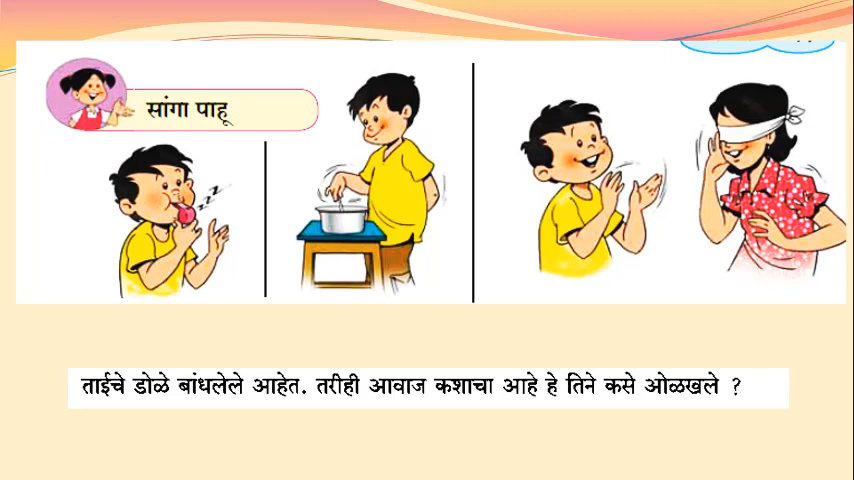 सांगा पाहू
ताईचे डोळे बांधलेले आहेत. तरीही आवाज कशाचा आहे हे तिने कसे ओळखले ?